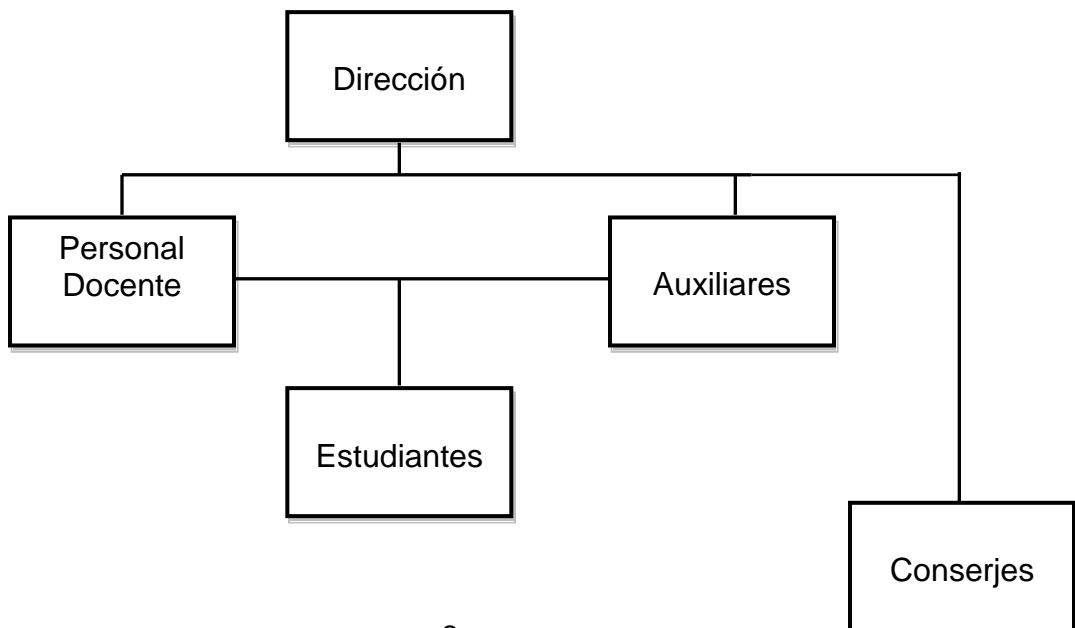 Dirección
Personal
Docente
Auxiliares
Estudiantes
Conserjes